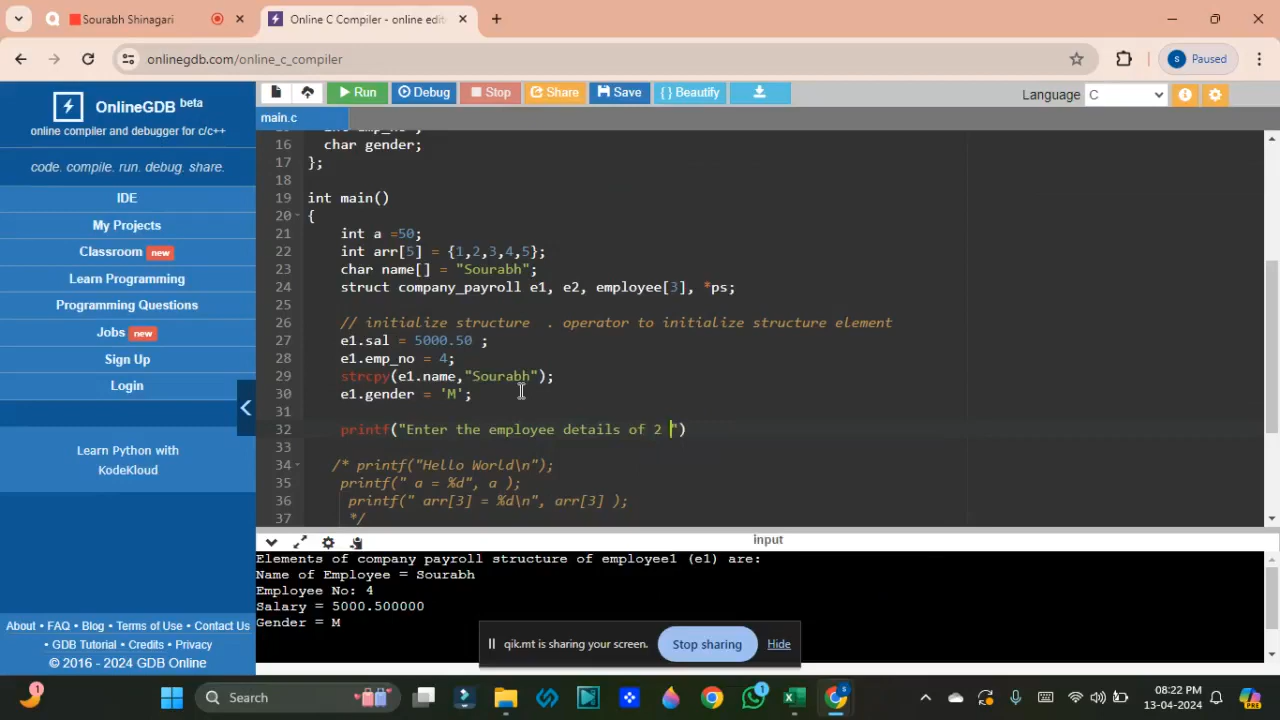 Sourabh Shinagari
Online C Compiler - online edit
onlinegdb.com/online_c_compiler
Paused
OnlineGDB beta
online compiler and debugger for c/c++
code. compile. run. debug. share.
IDE
My Projects
Classroom new
Learn Programming
Programming Questions
Jobs new
Sign Up
Login
Learn Python with
KodeKloud
About • FAQ • Blog • Terms of Use • Contact Us
• GDB Tutorial • Credits • Privacy
© 2016 - 2024 GDB Online
Run Debug Stop Share Save { } Beautify
Language C
main.c
16 char gender;
17 };
18
19 int main()
20 {
21 int a =50;
22 int arr[5] = {1,2,3,4,5};
23 char name[] = "Sourabh";
24 struct company_payroll e1, e2, employee[3], *ps;
25
26 // initialize structure . operator to initialize structure element
27 e1.sal = 5000.50 ;
28 e1.emp_no = 4;
29 strcpy(e1.name,"Sourabh");
30 e1.gender = 'M';
31
32 printf("Enter the employee details of 2 ")
33
34 /* printf("Hello World\n");
35 printf(" a = %d", a );
36 printf(" arr[3] = %d\n", arr[3] );
37 */
input
Elements of company payroll structure of employee1 (e1) are:
Name of Employee = Sourabh
Employee No: 4
Salary = 5000.500000
Gender = M
qik.mt is sharing your screen. Stop sharing Hide
1
Search
1
08:22 PM
13-04-2024